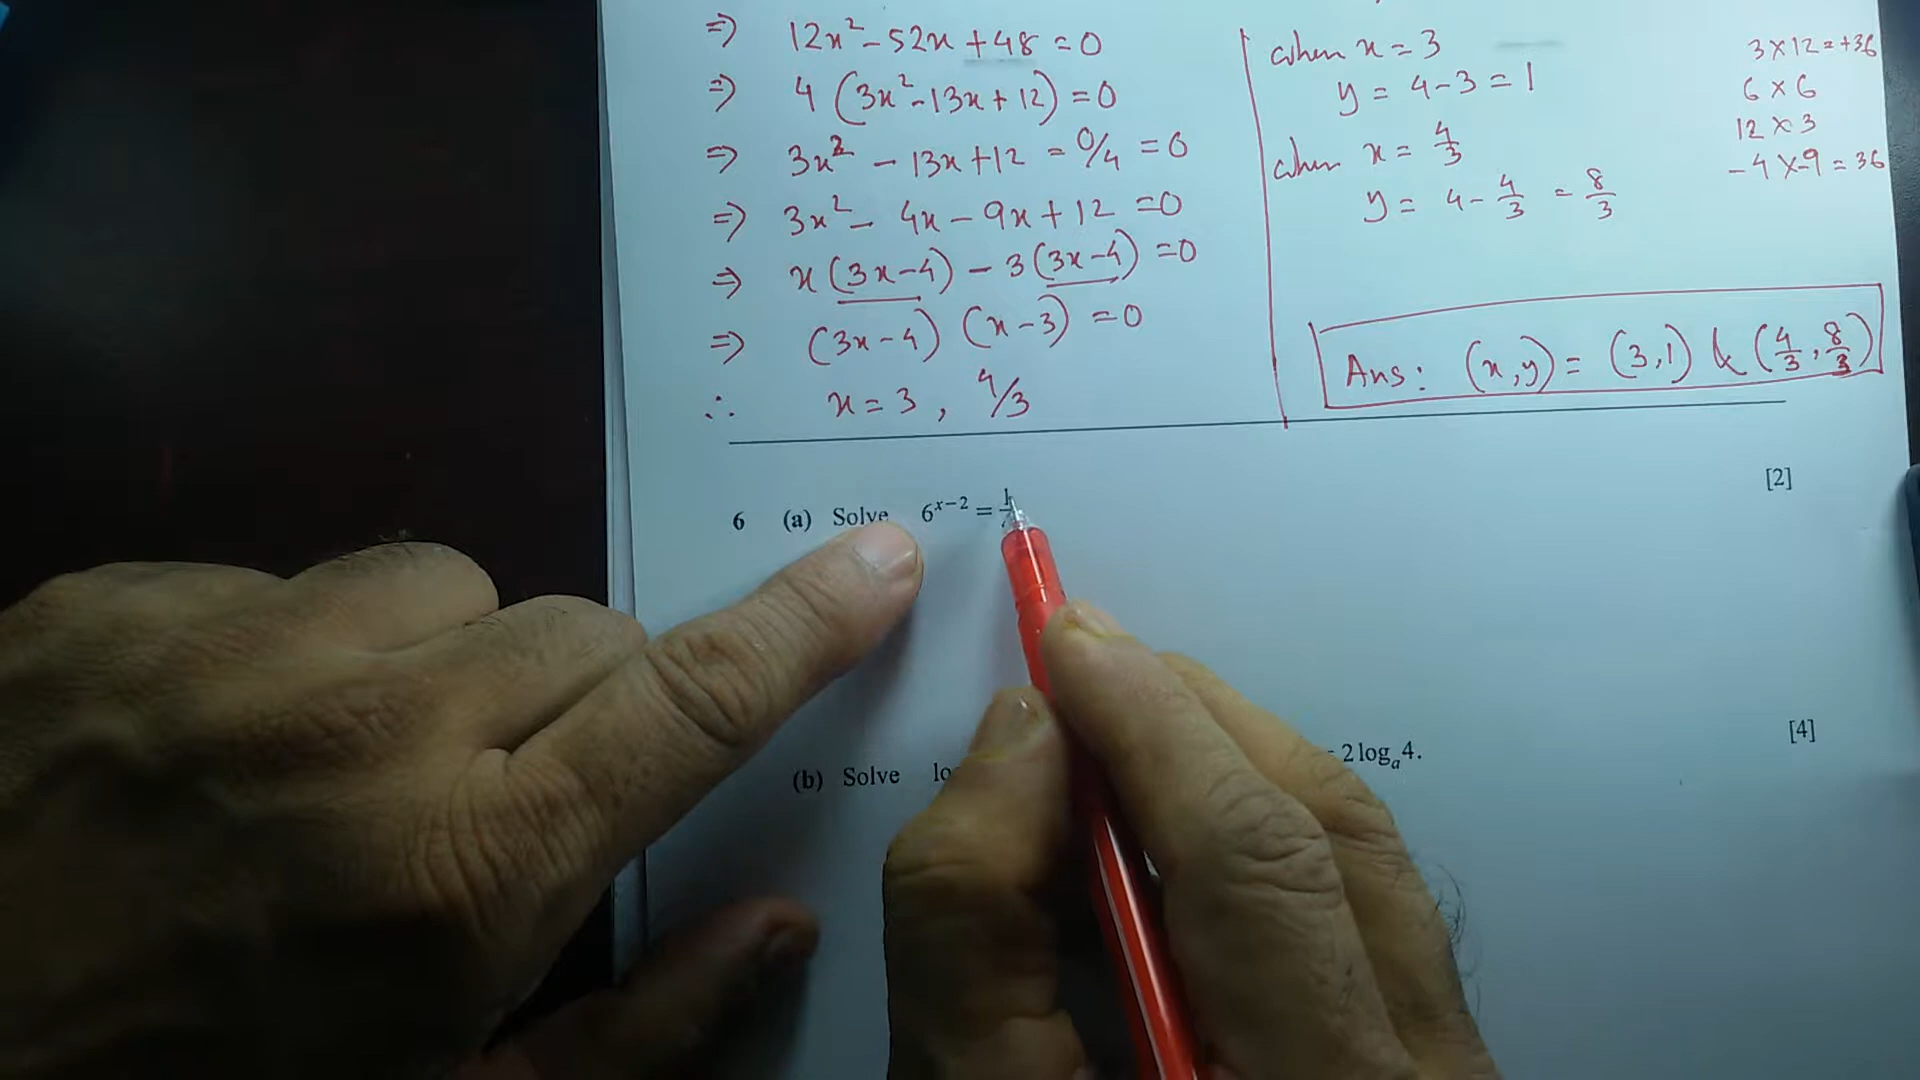 ⇒ 12x² - 52x + 48 = 0
⇒ 4 (3x² - 13x + 12) = 0
⇒ 3x² - 13x + 12 = 0/4 = 0
⇒ 3x² - 4x - 9x + 12 = 0
⇒ x (3x - 4) - 3 (3x - 4) = 0
⇒ (3x - 4) (x - 3) = 0
∴ x = 3 , 4/3
when x = 3
y = 4 - 3 = 1
when x = 4/3
y = 4 - 4/3 = 8/3
3 × 12 = +36
6 × 6
12 × 3
-4 × -9 = 36
Ans : (x, y) = (3, 1) & (4/3, 8/3)
6 (a) Solve 6^{x-2} = 1 [2]
(b) Solve 2 logₐ 4. [4]